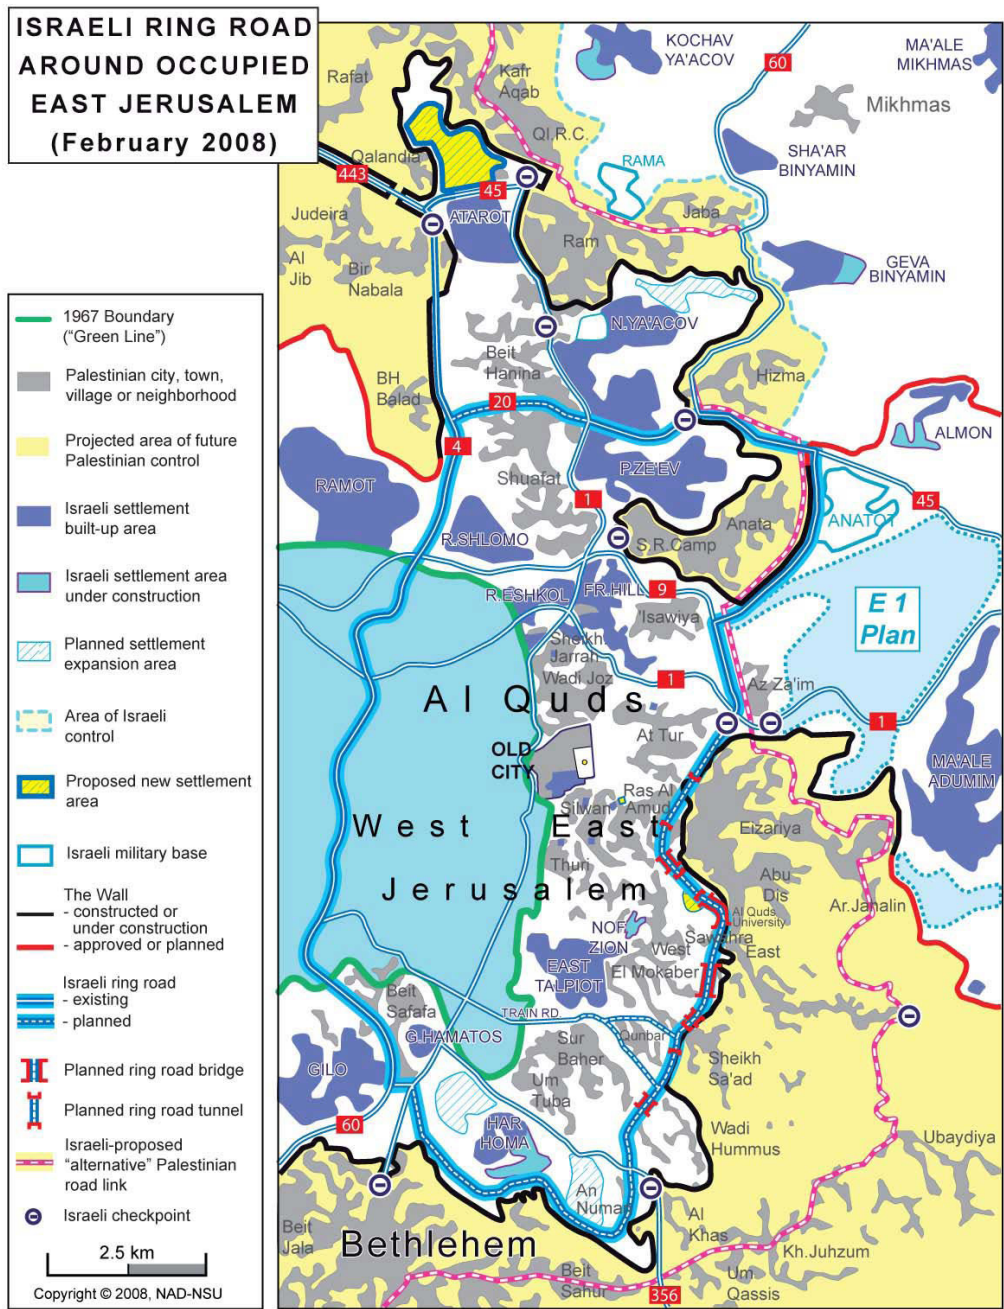 ISRAELI RING ROAD
AROUND OCCUPIED
EAST JERUSALEM
(February 2008)
1967 Boundary
("Green Line")
Palestinian city, town,
village or neighborhood
Projected area of future
Palestinian control
Israeli settlement
built-up area
Israeli settlement area
under construction
Planned settlement
expansion area
Area of Israeli
control
Proposed new settlement
area
Israeli military base
The Wall
- constructed or
under construction
- approved or planned
Israeli ring road
- existing
- planned
Planned ring road bridge
Planned ring road tunnel
Israeli-proposed
"alternative" Palestinian
road link
Israeli checkpoint
2.5 km
Copyright © 2008, NAD-NSU
KOCHAV
YA'ACOV
60
MA'ALE
MIKHMAS
Rafat
Kafr
Aqab
Mikhmas
QI,R.C.
Qalandia
SHA'AR
BINYAMIN
RAMA
443
45
Judeira
ATAROT
Jaba
Al
Jib
Bir
Nabala
Ram
GEVA
BINYAMIN
N.YA'ACOV
Beit
Hanina
BH
Balad
Hizma
20
4
ALMON
RAMOT
Shuafat
P.ZE'EV
1
45
ANATOT
Anata
R.SHLOMO
S.R.Camp
R.ESHKOL
FR.HILL
9
'Isawiya
E 1
Plan
Sheikh
Jarrah
Wadi Joz
1
Az Za'im
Al Quds
1
At Tur
OLD
CITY
MA'ALE
ADUMIM
Ras Al
Amud
Silwan
West East
Eizariya
Thuri
Abu
Dis
Jerusalem
Ar.Jahalin
Al Quds
University
NOF
ZION
West
Sawahra
East
EAST
TALPIOT
El Mokaber
Beit
Safafa
TRAIN RD.
G.HAMATOS
Sur
Baher
Qunbar
GILO
Sheikh
Sa'ad
Um
Tuba
60
HAR
HOMA
Wadi
Hummus
Ubaydiya
An
Numan
Beit
Jala
Bethlehem
Al
Khas
Kh.Juhzum
Beit
Sahur
Um
Qassis
356